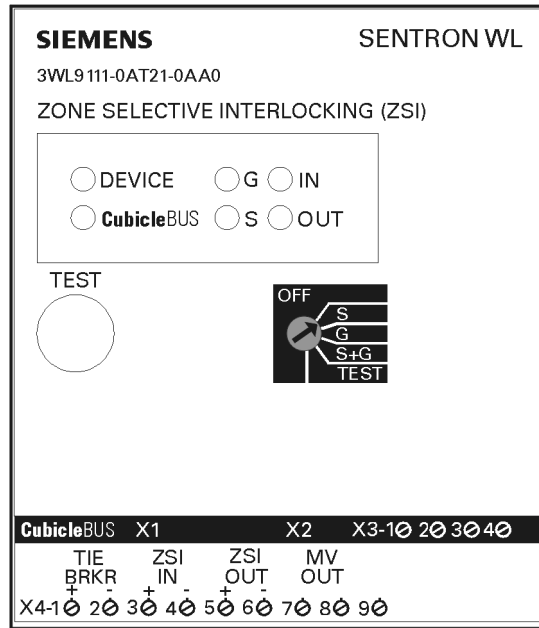 SIEMENS SENTRON WL
3WL9111-0AT21-0AA0
ZONE SELECTIVE INTERLOCKING (ZSI)
DEVICE G IN
CubicleBUS S OUT
TEST
OFF
S
G
S+G
TEST
CubicleBUS X1 X2 X3-1 2 3 4
TIE ZSI ZSI MV
BRKR IN OUT OUT
+ - + - + -
X4-1 2 3 4 5 6 7 8 9